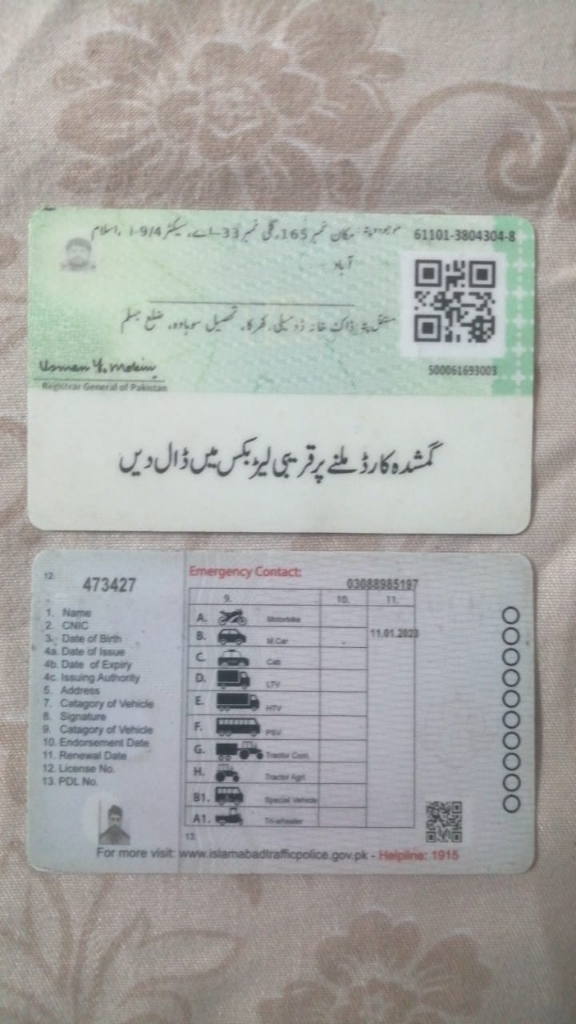 موجودہ پتہ: مکان نمبر 165، گلی نمبر 33-اے، سیکٹر I-9/4، اسلام
آباد
61101-3804304-8
مستقل پتہ: ڈاک خانہ ڈومیلی، تحصیل سوہاوہ، ضلع جہلم
500061693003
Registrar General of Pakistan
گمشدہ کارڈ ملنے پر قریبی لیٹر بکس میں ڈال دیں
12.
473427
Emergency Contact:
03088985197
9. 10. 11.
1. Name
2. CNIC
3. Date of Birth
4a. Date of Issue
4b. Date of Expiry
4c. Issuing Authority
5. Address
7. Catagory of Vehicle
8. Signature
9. Catagory of Vehicle
10. Endorsement Date
11. Renewal Date
12. License No.
13. PDL No.
A. Motorbike
B. M.Car 11.01.2023
C. Cab
D. LTV
E. HTV
F. PSV
G. Tractor Com.
H. Tractor Agri.
B1. Special Vehicle
A1. Tri-wheeler
13.
For more visit: www.islamabadtrafficpolice.gov.pk - Helpline: 1915